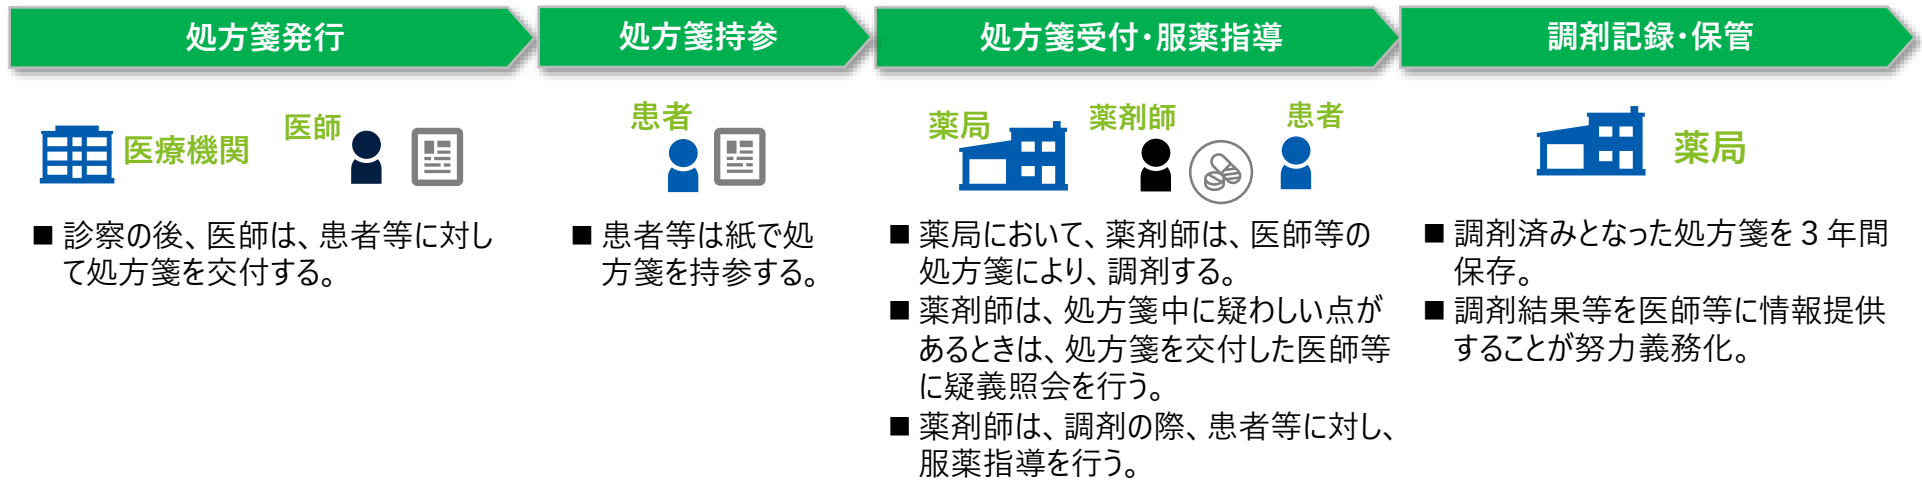 処方箋発行
処方箋持参
処方箋受付・服薬指導
調剤記録・保管
医療機関
医師
患者
薬局
薬剤師
患者
薬局
■ 診察の後、医師は、患者等に対し
て処方箋を交付する。
■ 患者等は紙で処
方箋を持参する。
■ 薬局において、薬剤師は、医師等の
処方箋により、調剤する。
■ 薬剤師は、処方箋中に疑わしい点が
あるときは、処方箋を交付した医師等
に疑義照会を行う。
■ 薬剤師は、調剤の際、患者等に対し、
服薬指導を行う。
■ 調剤済みとなった処方箋を３年間
保存。
■ 調剤結果等を医師等に情報提供
することが努力義務化。